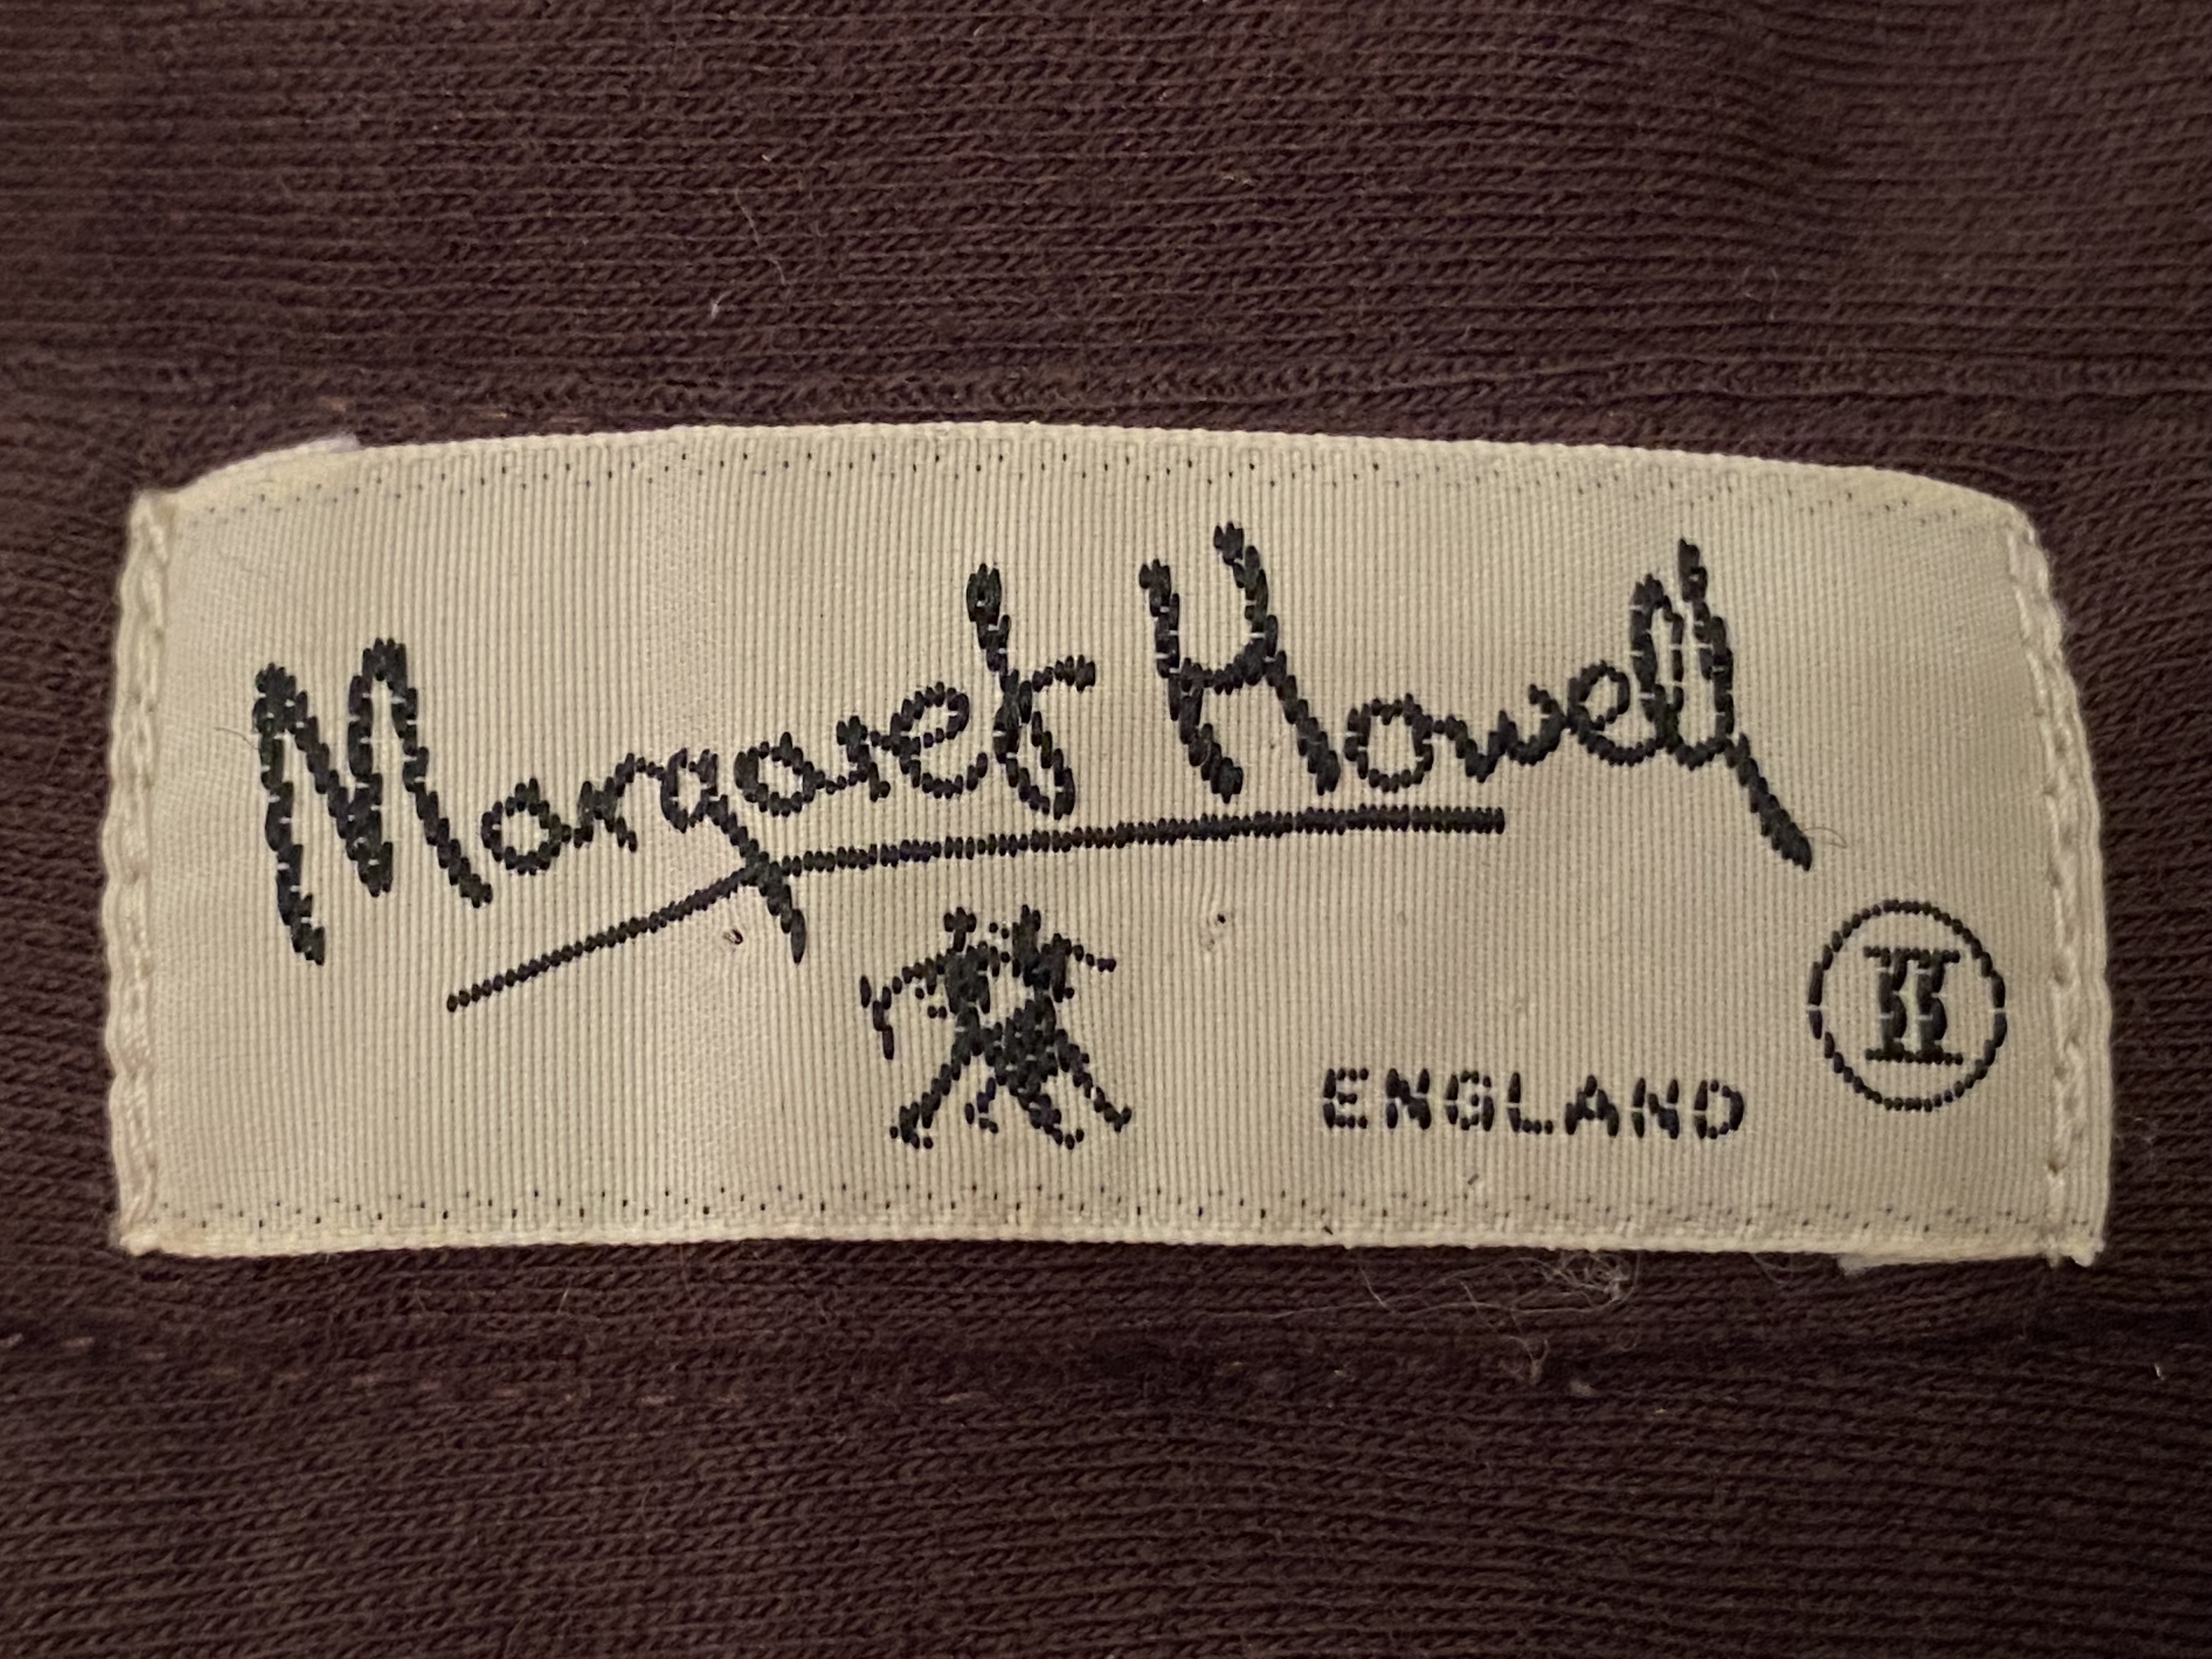 Margaret Howell
ENGLAND
II